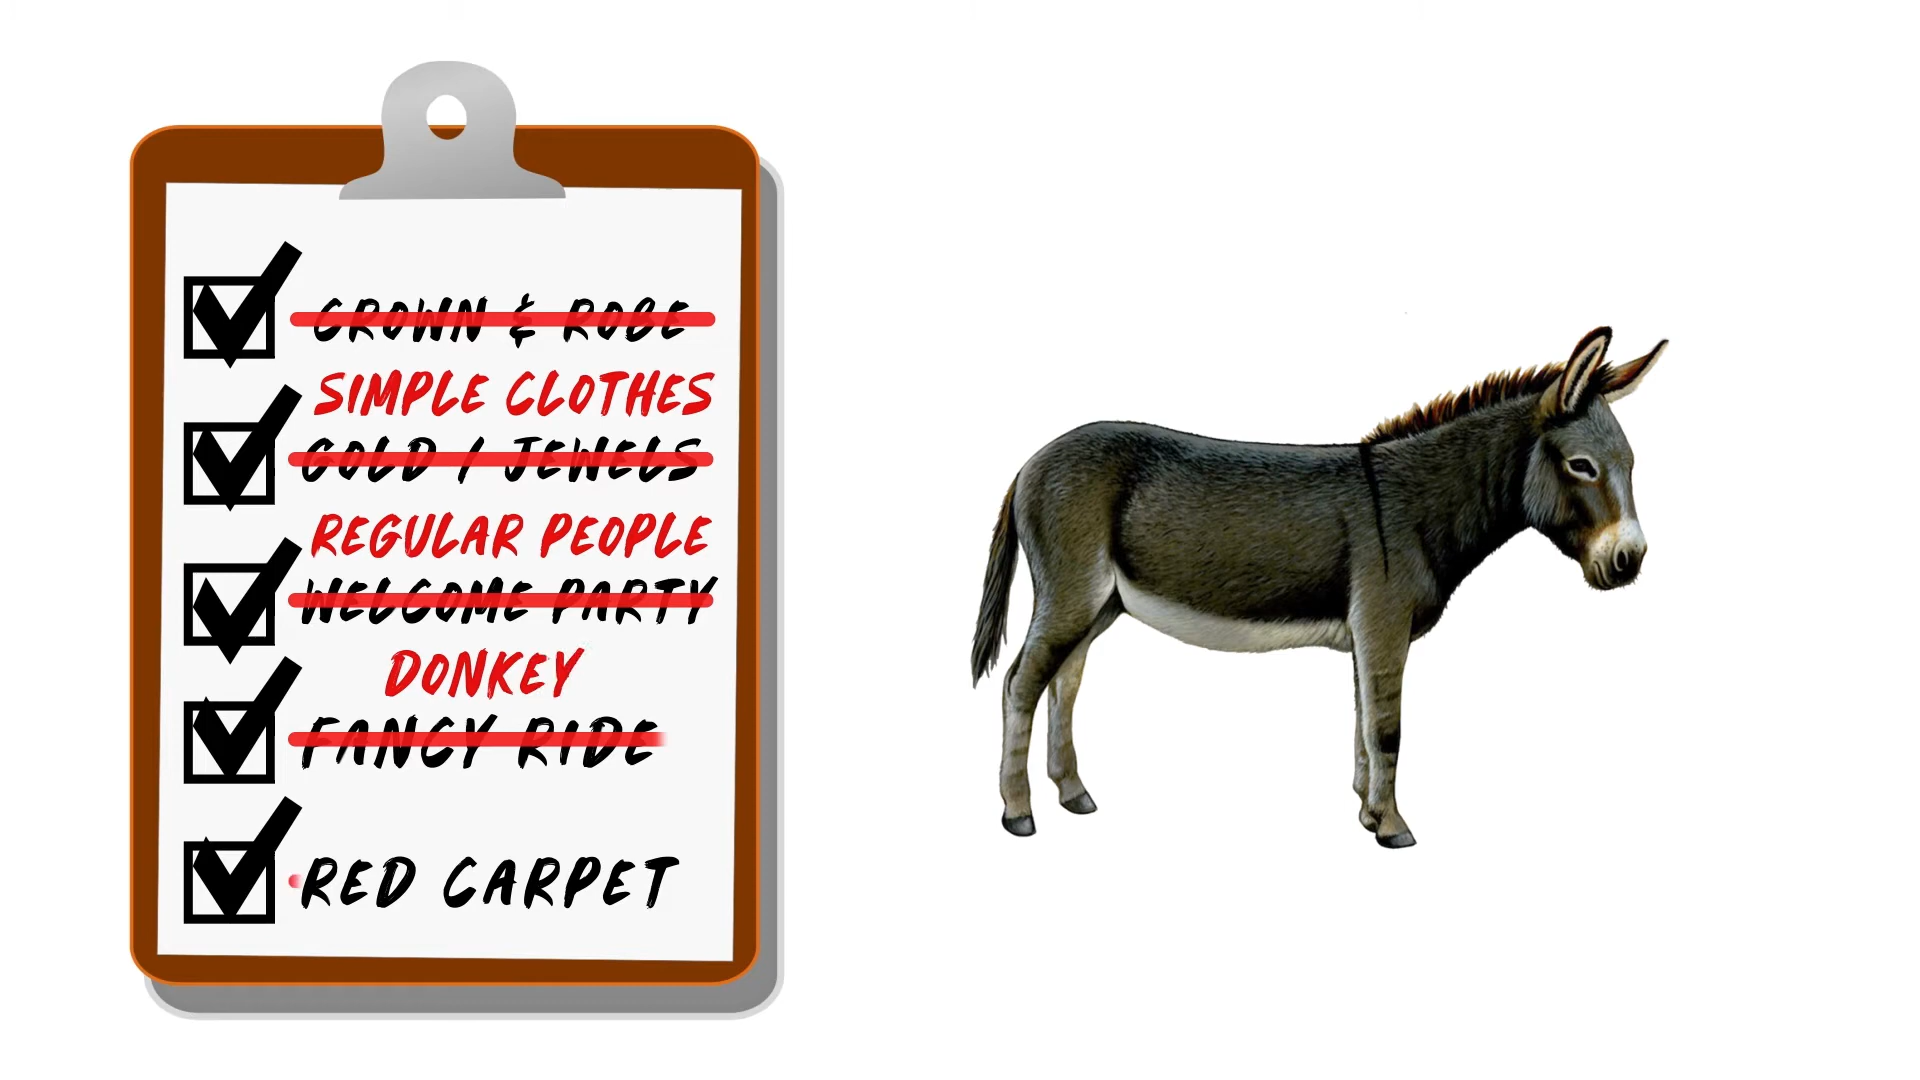 CROWN & ROBE
SIMPLE CLOTHES
GOLD / JEWELS
REGULAR PEOPLE
WELCOME PARTY
DONKEY
FANCY RIDE
RED CARPET